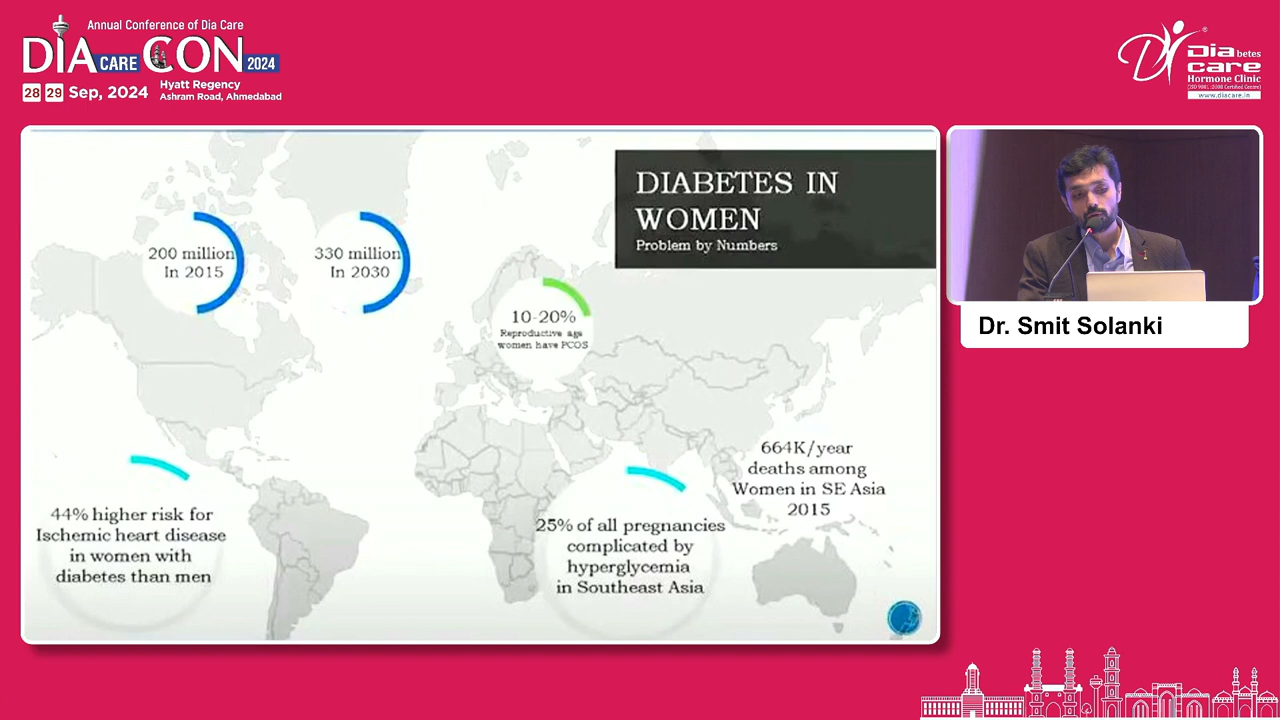 Annual Conference of Dia Care
DIA CARE CON 2024
28 29 Sep, 2024
Hyatt Regency
Ashram Road, Ahmedabad
Diabetes
care
Hormone Clinic
(ISO 9001 :2008 Certified Centre)
www.diacare.in
DIABETES IN
WOMEN
Problem by Numbers
200 million
In 2015
330 million
In 2030
10-20%
Reproductive age
women have PCOS
664K/year
deaths among
Women in SE Asia
2015
44% higher risk for
Ischemic heart disease
in women with
diabetes than men
25% of all pregnancies
complicated by
hyperglycemia
in Southeast Asia
Dr. Smit Solanki